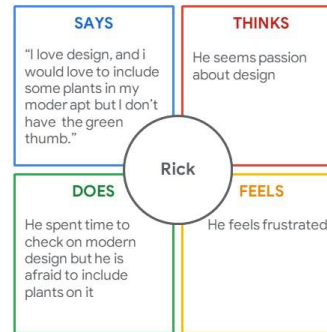 SAYS
“I love design, and i
would love to include
some plants in my
moder apt but I don’t
have the green
thumb.”
THINKS
He seems passion
about design
Rick
DOES
He spent time to
check on modern
design but he is
afraid to include
plants on it
FEELS
He feels frustrated